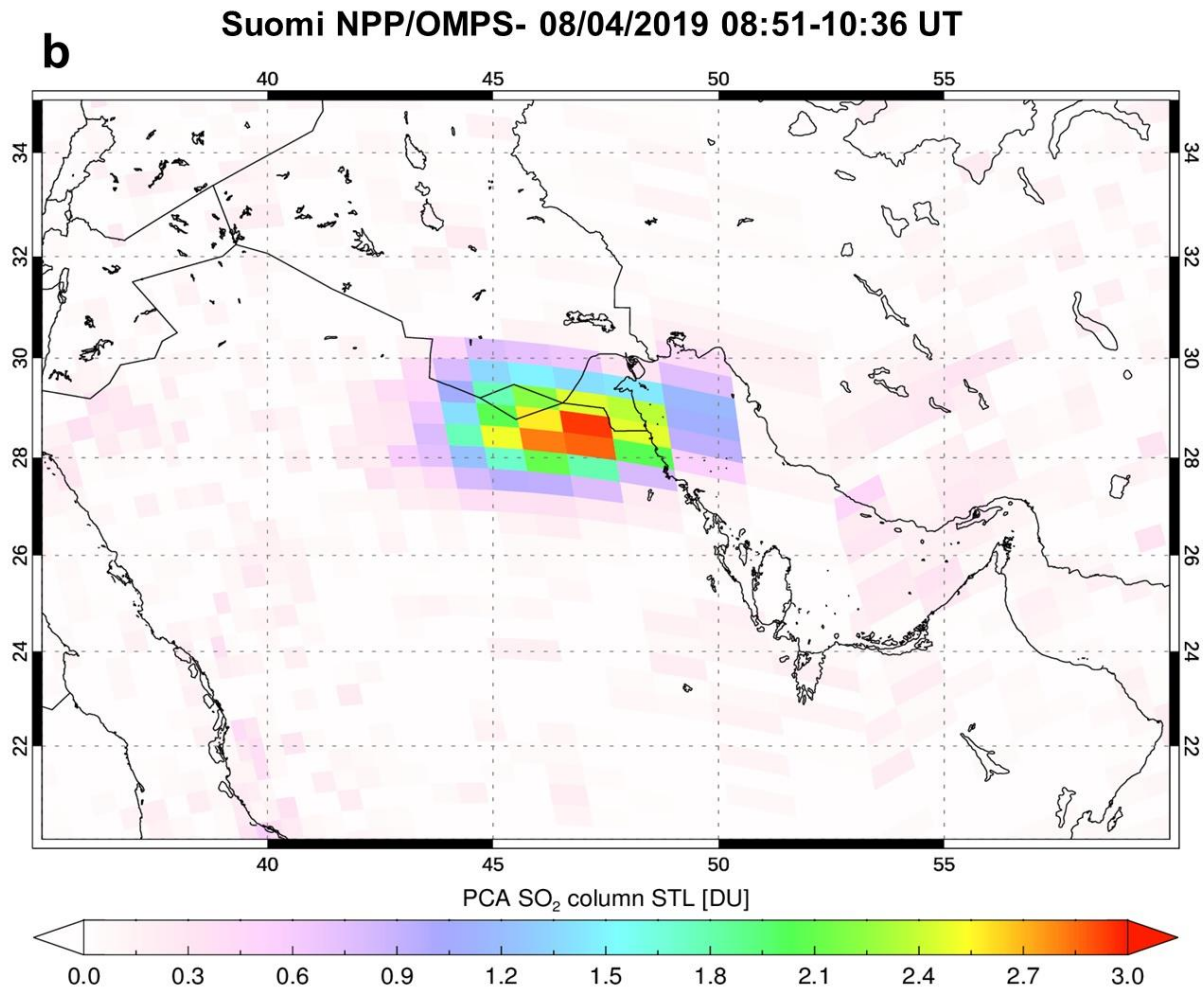 Suomi NPP/OMPS- 08/04/2019 08:51-10:36 UT
b
40 45 50 55
34 34
32 32
30 30
28 28
26 26
24 24
22 22
40 45 50 55
PCA SO₂ column STL [DU]
0.0 0.3 0.6 0.9 1.2 1.5 1.8 2.1 2.4 2.7 3.0